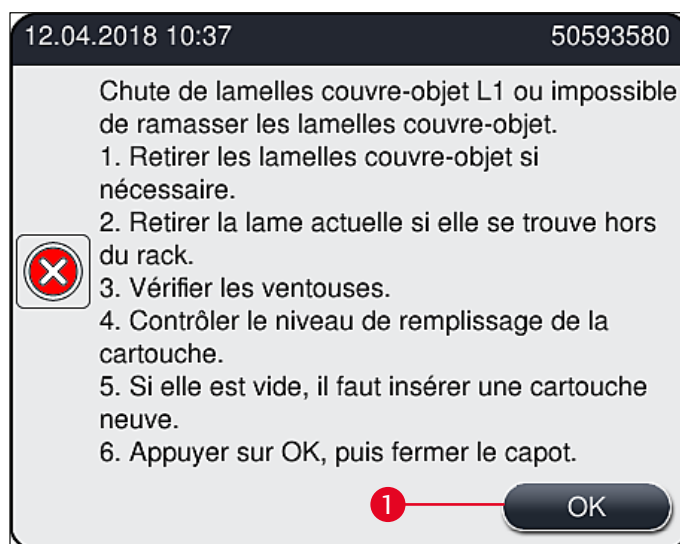 12.04.2018 10:37 50593580
Chute de lamelles couvre-objet L1 ou impossible
de ramasser les lamelles couvre-objet.
1. Retirer les lamelles couvre-objet si
nécessaire.
2. Retirer la lame actuelle si elle se trouve hors
du rack.
3. Vérifier les ventouses.
4. Contrôler le niveau de remplissage de la
cartouche.
5. Si elle est vide, il faut insérer une cartouche
neuve.
6. Appuyer sur OK, puis fermer le capot.
1 OK